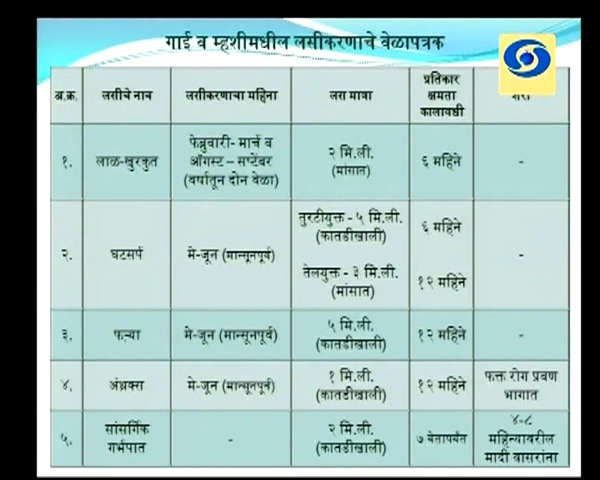 गाई व म्हशीमधील लसीकरणाचे वेळापत्रक
अ.क्र. लसीचे नाव लसीकरणाचा महिना लस मात्रा प्रतिकार क्षमता कालावधी
१. लाळ-खुरकुत फेब्रुवारी- मार्च व ऑगस्ट – सप्टेंबर (वर्षातून दोन वेळा) २ मि.ली. (मांसात) ६ महिने -
२. घटसर्प मे-जून (मान्सूनपूर्व) तुरटीयुक्त - ५ मि.ली. (कातडीखाली) ६ महिने -
तेलयुक्त - ३ मि.ली. (मांसात) १२ महिने
३. फऱ्या मे-जून (मान्सूनपूर्व) ५ मि.ली. (कातडीखाली) १२ महिने -
४. अंथ्रक्स मे-जून (मान्सूनपूर्व) १ मि.ली. (कातडीखाली) १२ महिने फक्त रोग प्रवण भागात
५. सांसर्गिक गर्भपात - २ मि.ली. (कातडीखाली) ७ वेतापर्यंत ४-८ महिन्यावरील मादी वासरांना